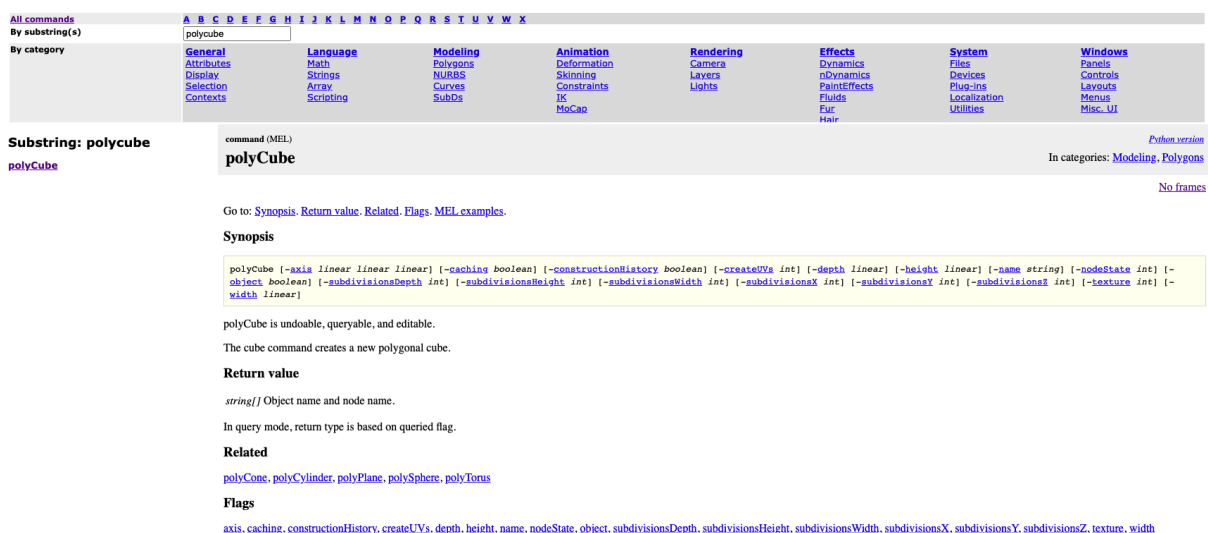 All commands A B C D E F G H I J K L M N O P Q R S T U V W X
By substring(s) polycube
By category General Language Modeling Animation Rendering Effects System Windows
Attributes Math Polygons Deformation Camera Dynamics Files Panels
Display Strings NURBS Skinning Layers nDynamics Devices Controls
Selection Array Curves Constraints Lights PaintEffects Plug-ins Layouts
Contexts Scripting SubDs IK Fluids Localization Menus
MoCap Fur Utilities Misc. UI
Hair
Substring: polycube
polyCube
command (MEL) Python version
polyCube In categories: Modeling, Polygons
No frames
Go to: Synopsis. Return value. Related. Flags. MEL examples.
Synopsis
polyCube [-axis linear linear linear] [-caching boolean] [-constructionHistory boolean] [-createUVs int] [-depth linear] [-height linear] [-name string] [-nodeState int] [-
object boolean] [-subdivisionsDepth int] [-subdivisionsHeight int] [-subdivisionsWidth int] [-subdivisionsX int] [-subdivisionsY int] [-subdivisionsZ int] [-texture int] [-
width linear]
polyCube is undoable, queryable, and editable.
The cube command creates a new polygonal cube.
Return value
string[] Object name and node name.
In query mode, return type is based on queried flag.
Related
polyCone, polyCylinder, polyPlane, polySphere, polyTorus
Flags
axis, caching, constructionHistory, createUVs, depth, height, name, nodeState, object, subdivisionsDepth, subdivisionsHeight, subdivisionsWidth, subdivisionsX, subdivisionsY, subdivisionsZ, texture, width